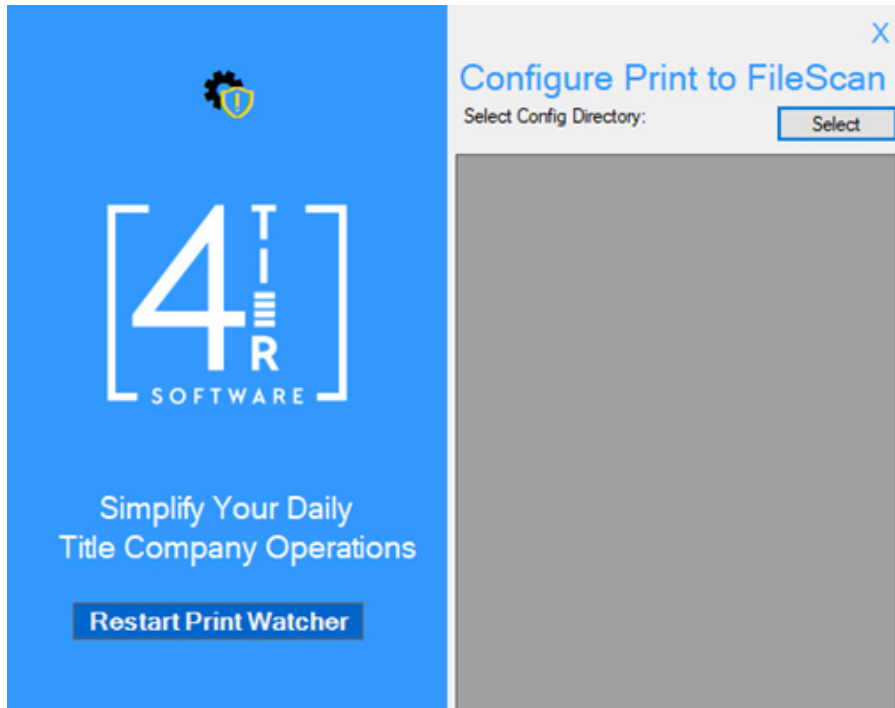 4
TIER
SOFTWARE
Simplify Your Daily
Title Company Operations
Restart Print Watcher
X
Configure Print to FileScan
Select Config Directory:
Select